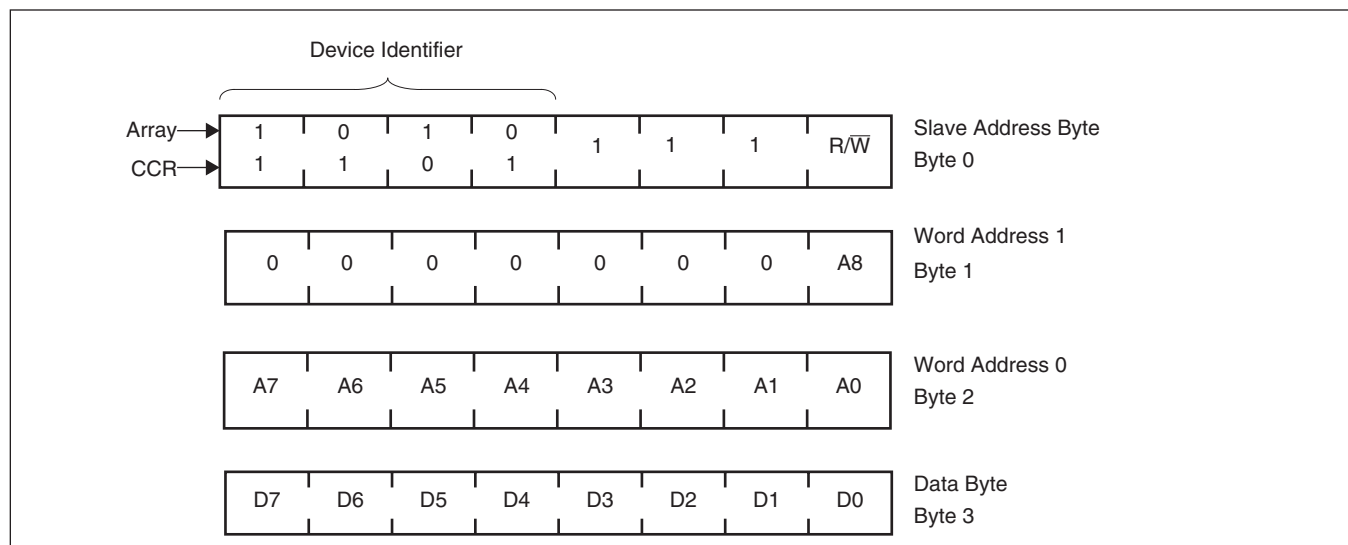 Device Identifier
Array
1 0 1 0
CCR
1 1 0 1
1 1 1 R/W̅
Slave Address Byte
Byte 0
0 0 0 0 0 0 0 A8
Word Address 1
Byte 1
A7 A6 A5 A4 A3 A2 A1 A0
Word Address 0
Byte 2
D7 D6 D5 D4 D3 D2 D1 D0
Data Byte
Byte 3